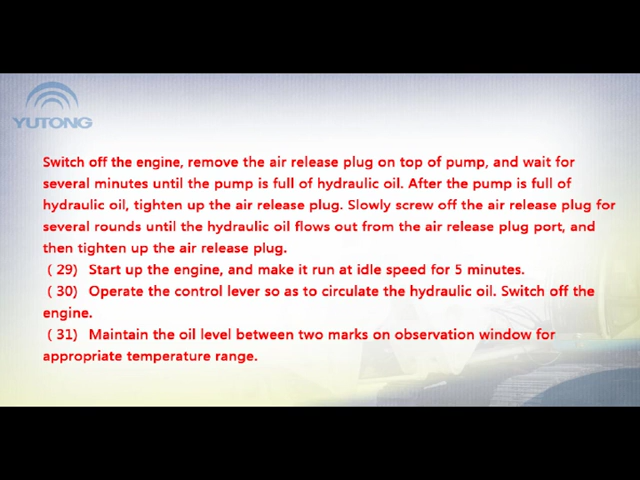 YUTONG
Switch off the engine, remove the air release plug on top of pump, and wait for
several minutes until the pump is full of hydraulic oil. After the pump is full of
hydraulic oil, tighten up the air release plug. Slowly screw off the air release plug for
several rounds until the hydraulic oil flows out from the air release plug port, and
then tighten up the air release plug.
( 29) Start up the engine, and make it run at idle speed for 5 minutes.
( 30) Operate the control lever so as to circulate the hydraulic oil. Switch off the
engine.
( 31) Maintain the oil level between two marks on observation window for
appropriate temperature range.